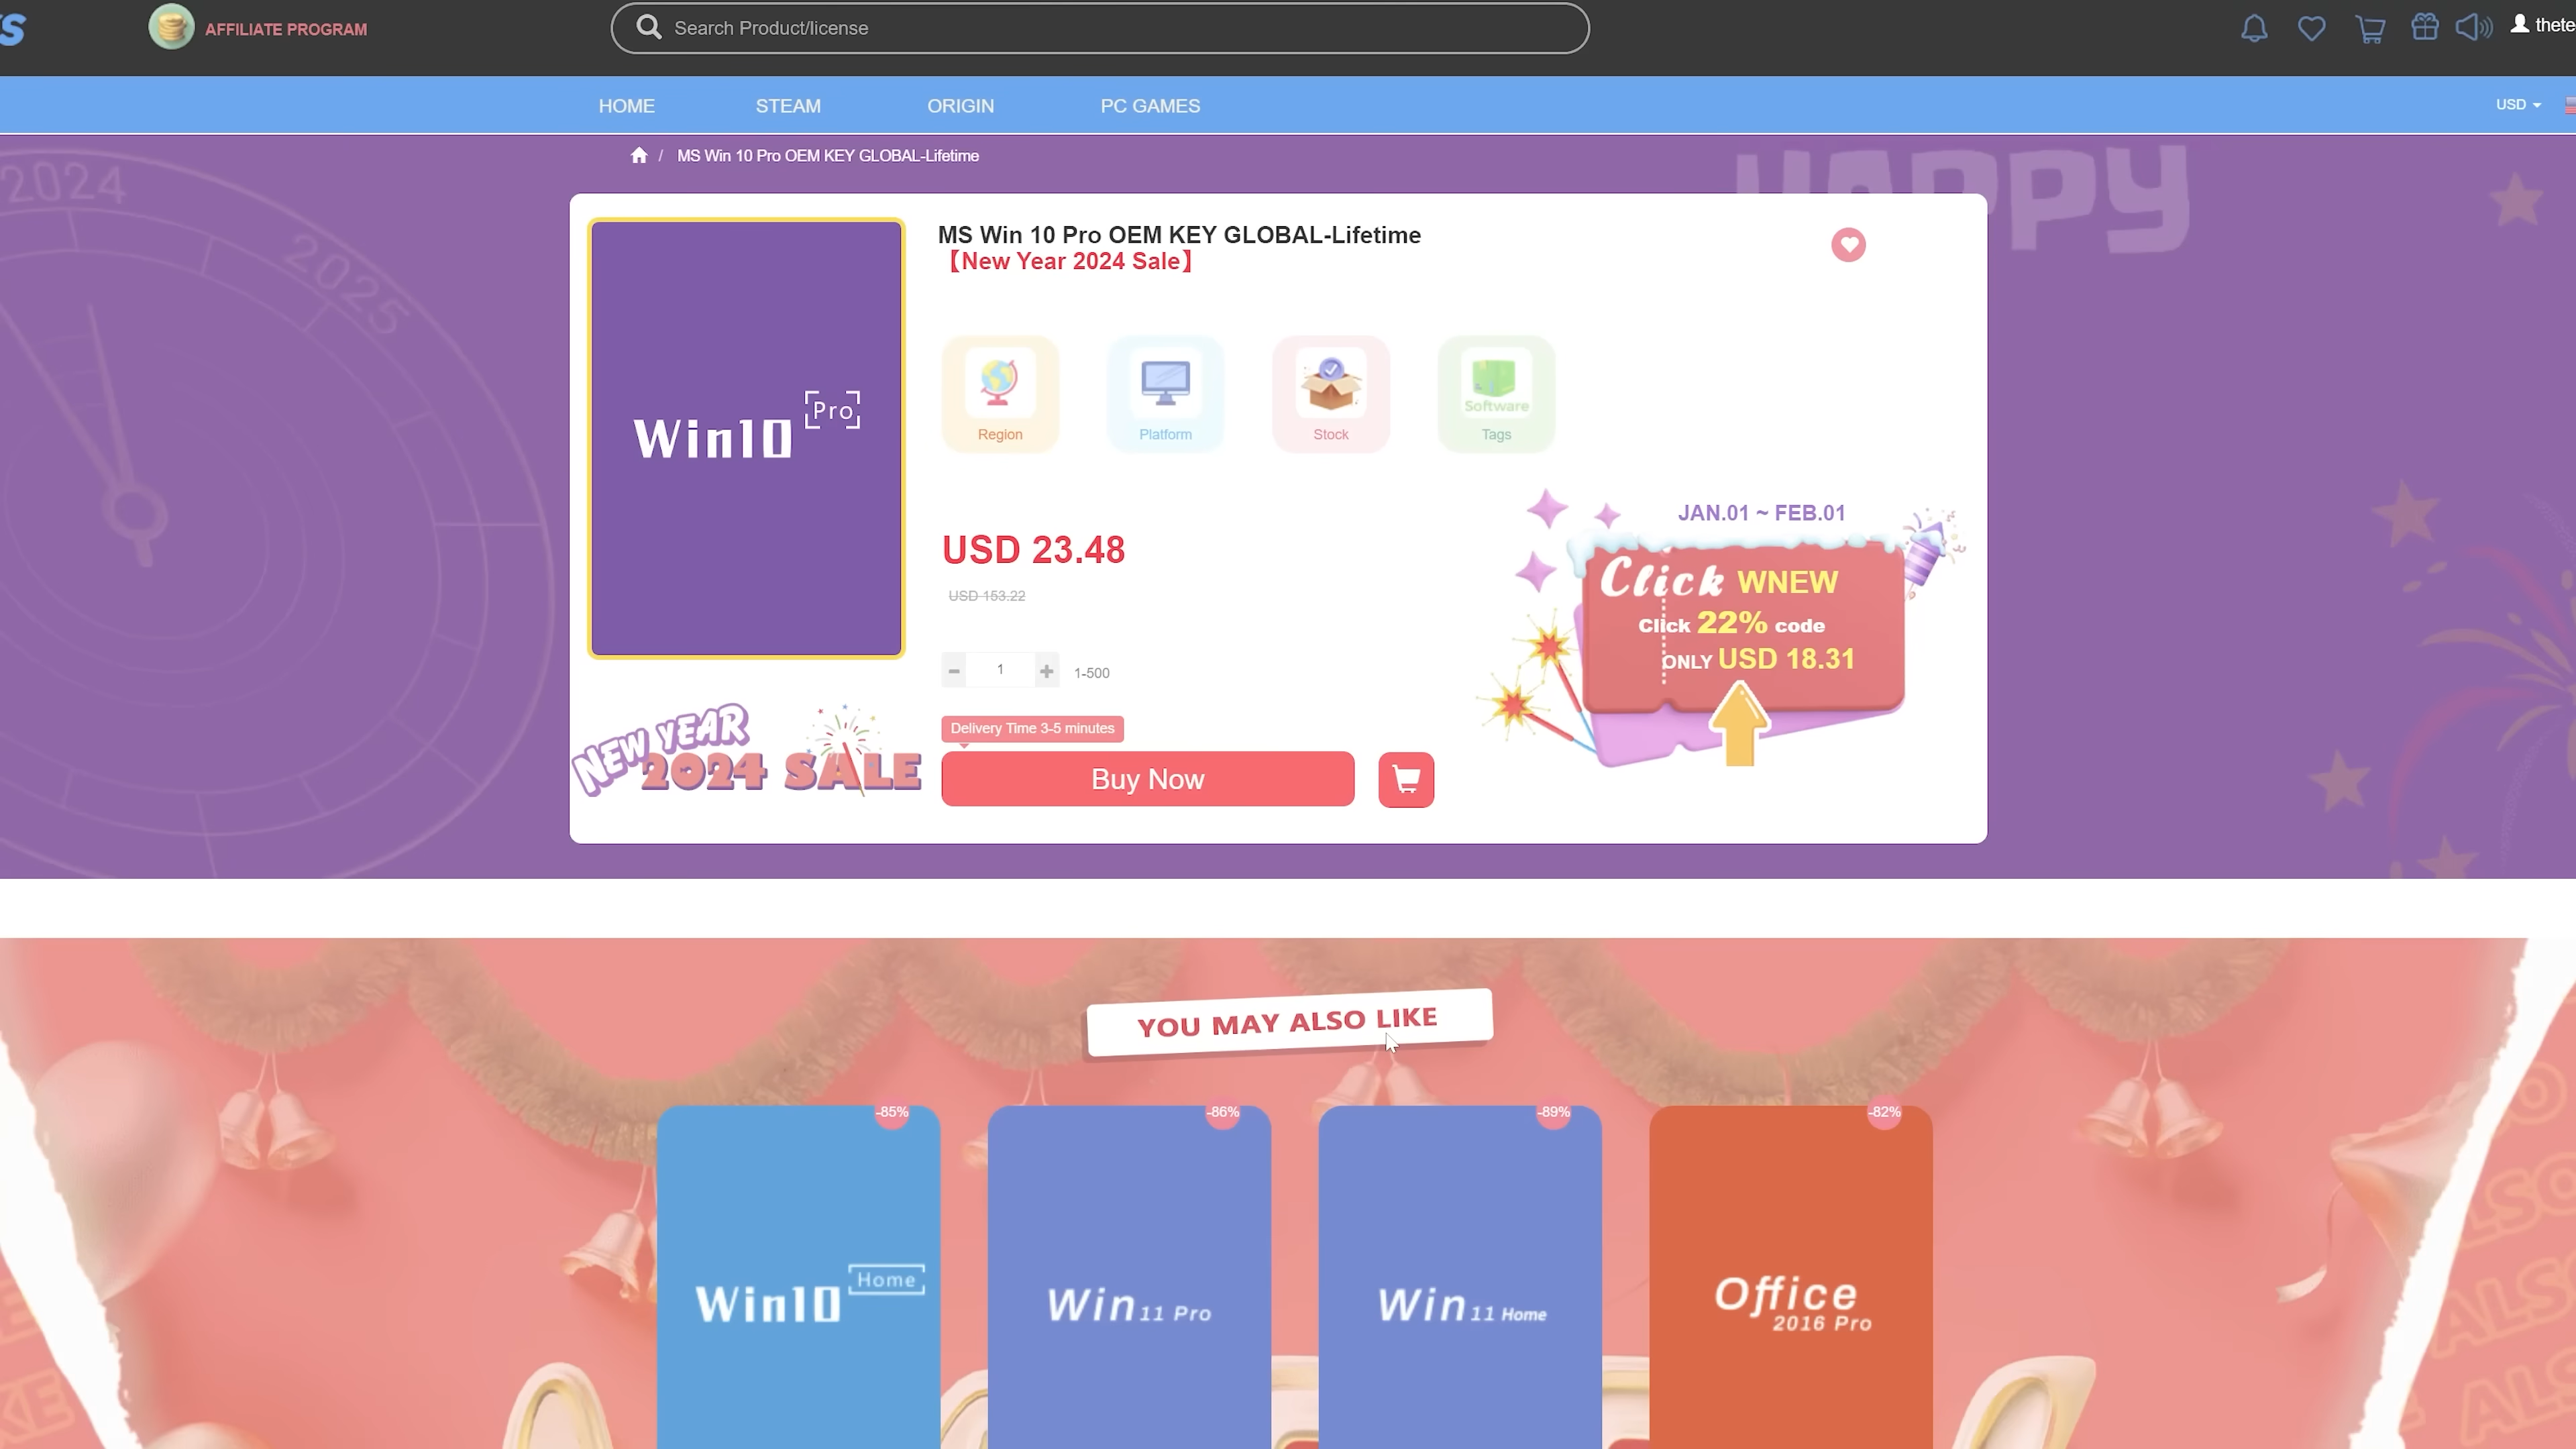 AFFILIATE PROGRAM
Search Product/license
thete
HOME
STEAM
ORIGIN
PC GAMES
USD
MS Win 10 Pro OEM KEY GLOBAL-Lifetime
HAPPY
2024
2025
MS Win 10 Pro OEM KEY GLOBAL-Lifetime
【New Year 2024 Sale】
Win10 Pro
Region
Platform
Stock
Software
Tags
USD 23.48
USD 153.22
1
1-500
JAN.01 ~ FEB.01
Click WNEW
Click 22% code
ONLY USD 18.31
NEW YEAR
2024 SALE
Delivery Time 3-5 minutes
Buy Now
YOU MAY ALSO LIKE
-85%
-86%
-89%
-82%
Win10 Home
Win 11 Pro
Win 11 Home
Office
2016 Pro